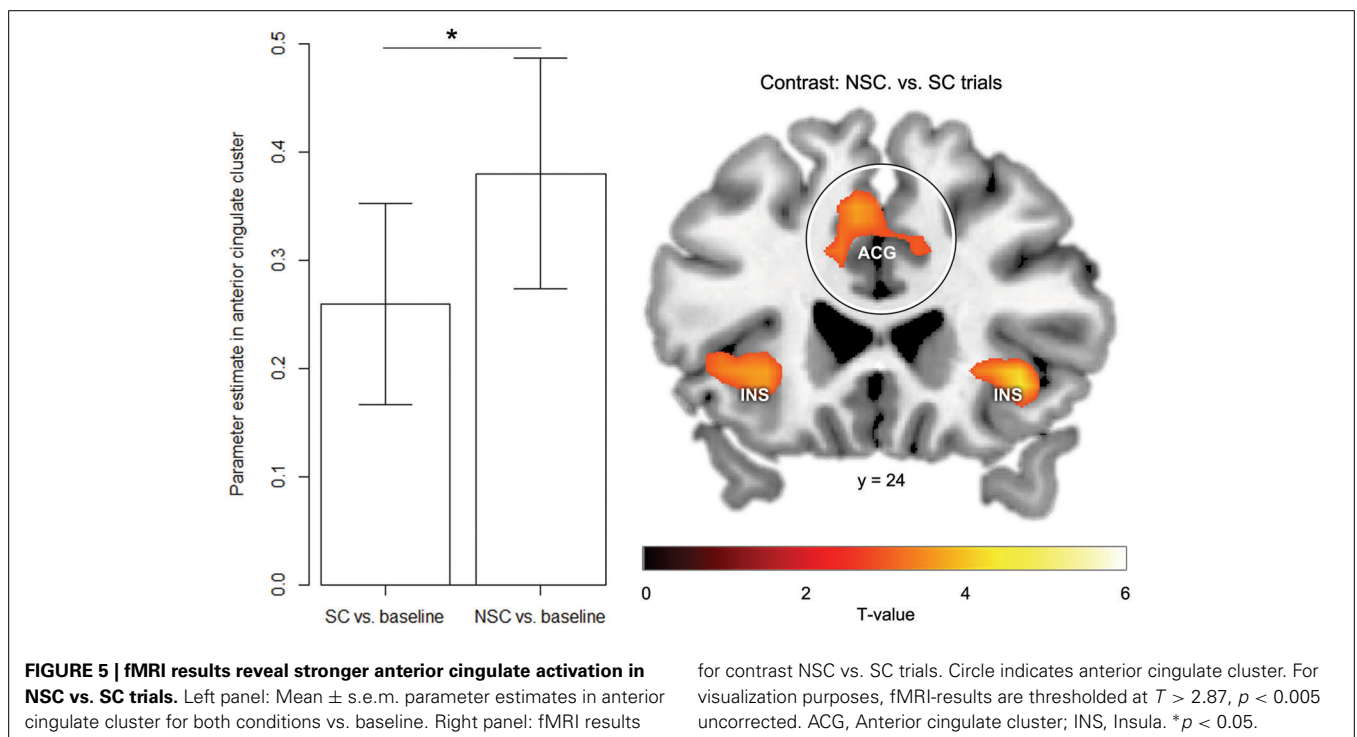 0.5
0.4
0.3
0.2
0.1
0.0
Parameter estimate in anterior cingulate cluster
*
SC vs. baseline
NSC vs. baseline
Contrast: NSC. vs. SC trials
ACG
INS
INS
y = 24
0
2
4
6
T-value
FIGURE 5 | fMRI results reveal stronger anterior cingulate activation in
NSC vs. SC trials. Left panel: Mean ± s.e.m. parameter estimates in anterior
cingulate cluster for both conditions vs. baseline. Right panel: fMRI results
for contrast NSC vs. SC trials. Circle indicates anterior cingulate cluster. For
visualization purposes, fMRI-results are thresholded at T > 2.87, p < 0.005
uncorrected. ACG, Anterior cingulate cluster; INS, Insula. *p < 0.05.